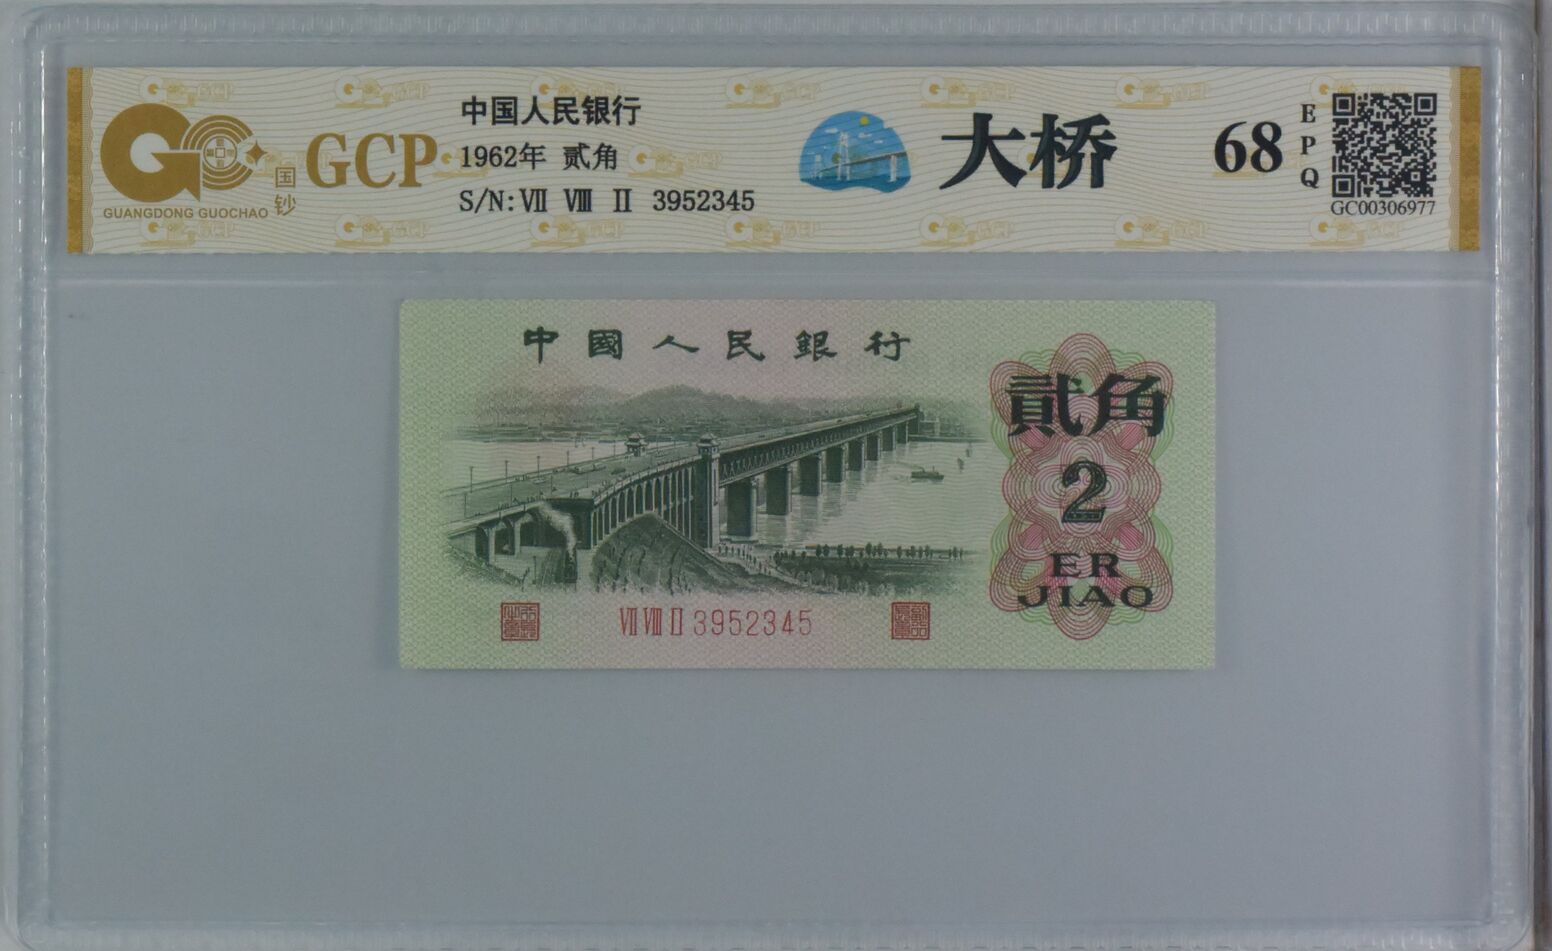 GCP
国
钞
GUANGDONG GUOCHAO
中国人民银行
1962年 贰角
S/N: Ⅶ Ⅷ Ⅱ 3952345
大桥
68
E
P
Q
GC00306977
中國人民銀行
貳角
2
ER
JIAO
Ⅶ Ⅷ Ⅱ 3952345